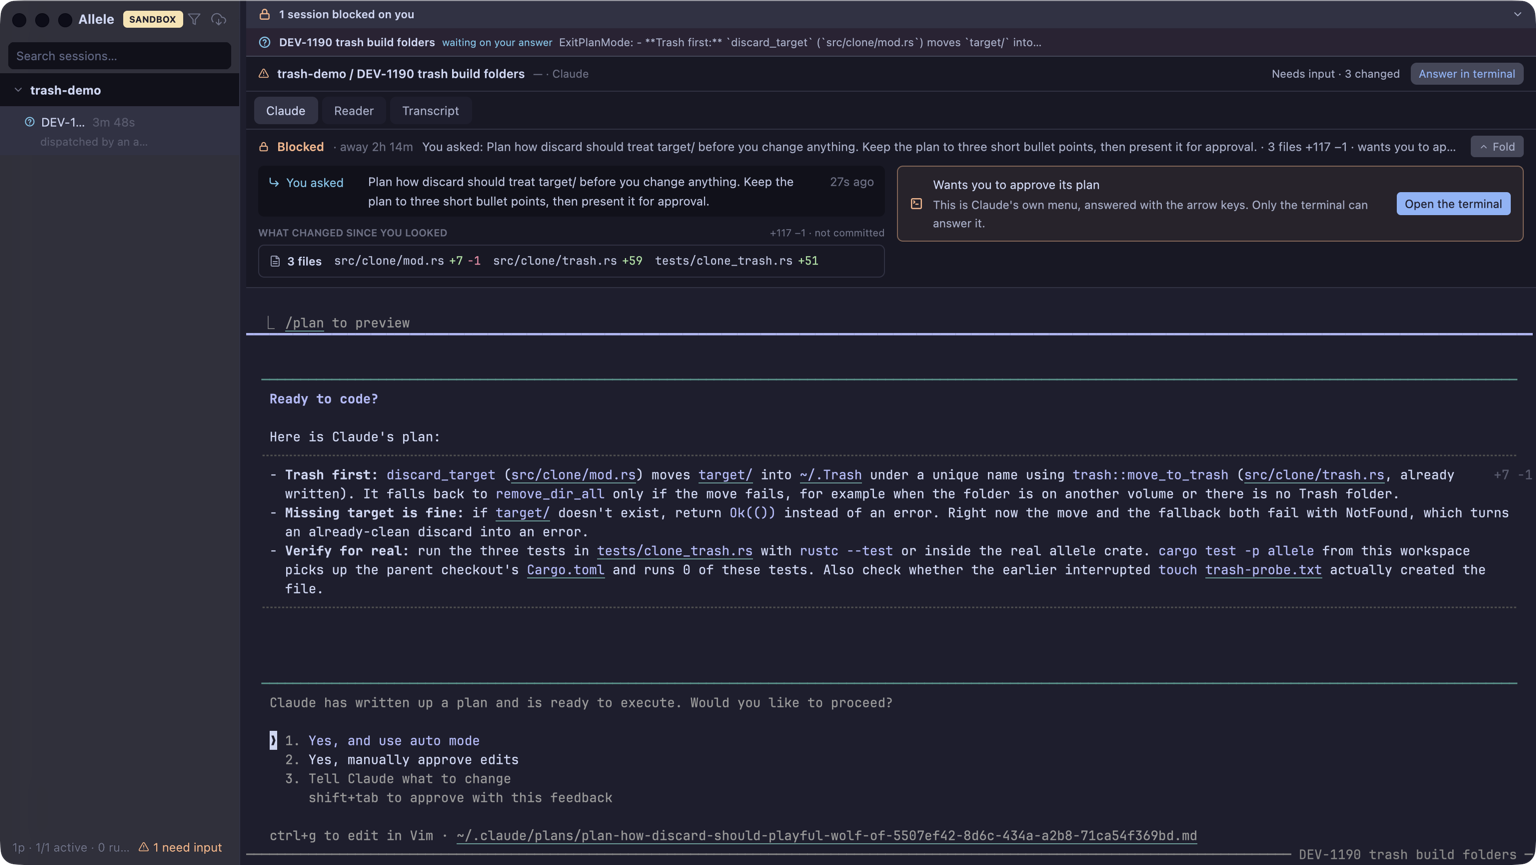 Allele SANDBOX
Search sessions...
trash-demo
DEV-1... 3m 48s
dispatched by an a...
1p · 1/1 active · 0 ru... 1 need input
1 session blocked on you
DEV-1190 trash build folders waiting on your answer ExitPlanMode: - **Trash first:** `discard_target` (`src/clone/mod.rs`) moves `target/` into...
trash-demo / DEV-1190 trash build folders — · Claude
Needs input · 3 changed Answer in terminal
Claude Reader Transcript
Blocked · away 2h 14m You asked: Plan how discard should treat target/ before you change anything. Keep the plan to three short bullet points, then present it for approval. · 3 files +117 −1 · wants you to ap... Fold
You asked Plan how discard should treat target/ before you change anything. Keep the 27s ago
plan to three short bullet points, then present it for approval.
WHAT CHANGED SINCE YOU LOOKED +117 −1 · not committed
3 files src/clone/mod.rs +7 -1 src/clone/trash.rs +59 tests/clone_trash.rs +51
Wants you to approve its plan
This is Claude's own menu, answered with the arrow keys. Only the terminal can
answer it.
Open the terminal
/plan to preview
Ready to code?
Here is Claude's plan:
- Trash first: discard_target (src/clone/mod.rs) moves target/ into ~/.Trash under a unique name using trash::move_to_trash (src/clone/trash.rs, already +7 -1
written). It falls back to remove_dir_all only if the move fails, for example when the folder is on another volume or there is no Trash folder.
- Missing target is fine: if target/ doesn't exist, return Ok(()) instead of an error. Right now the move and the fallback both fail with NotFound, which turns
an already-clean discard into an error.
- Verify for real: run the three tests in tests/clone_trash.rs with rustc --test or inside the real allele crate. cargo test -p allele from this workspace
picks up the parent checkout's Cargo.toml and runs 0 of these tests. Also check whether the earlier interrupted touch trash-probe.txt actually created the
file.
Claude has written up a plan and is ready to execute. Would you like to proceed?
❯ 1. Yes, and use auto mode
2. Yes, manually approve edits
3. Tell Claude what to change
shift+tab to approve with this feedback
ctrl+g to edit in Vim · ~/.claude/plans/plan-how-discard-should-playful-wolf-of-5507ef42-8d6c-434a-a2b8-71ca54f369bd.md
DEV-1190 trash build folders